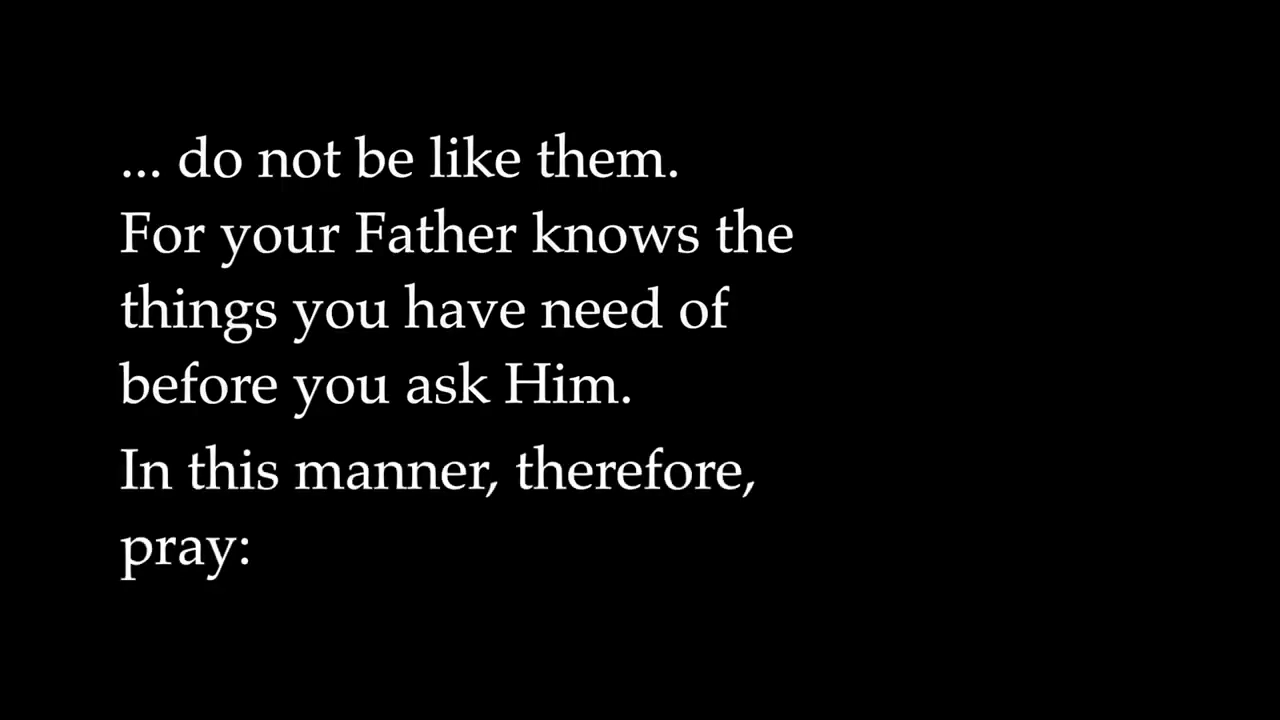 ... do not be like them.
For your Father knows the
things you have need of
before you ask Him.
In this manner, therefore,
pray: